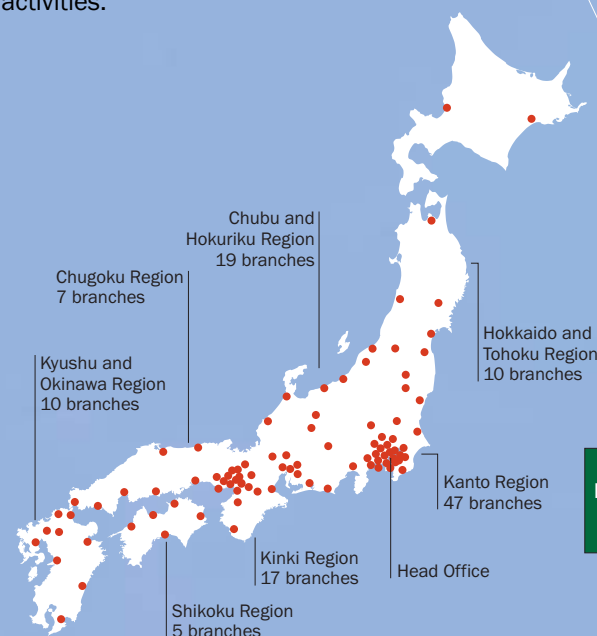 activities.
Chubu and
Hokuriku Region
19 branches
Chugoku Region
7 branches
Kyushu and
Okinawa Region
10 branches
Hokkaido and
Tohoku Region
10 branches
Kanto Region
47 branches
Head Office
Kinki Region
17 branches
Shikoku Region
5 branches